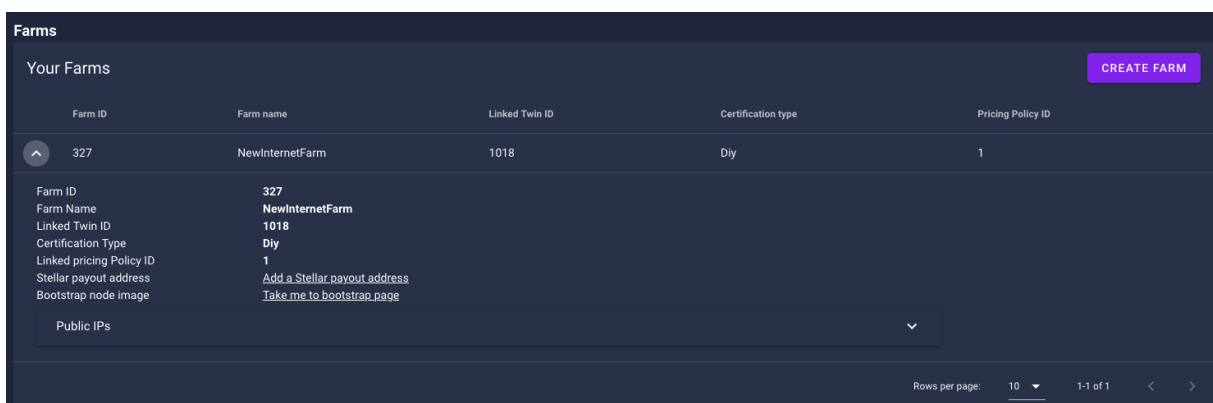 Farms
Your Farms
CREATE FARM
Farm ID Farm name Linked Twin ID Certification type Pricing Policy ID
327 NewInternetFarm 1018 Diy 1
Farm ID 327
Farm Name NewInternetFarm
Linked Twin ID 1018
Certification Type Diy
Linked pricing Policy ID 1
Stellar payout address Add a Stellar payout address
Bootstrap node image Take me to bootstrap page
Public IPs
Rows per page: 10 1-1 of 1